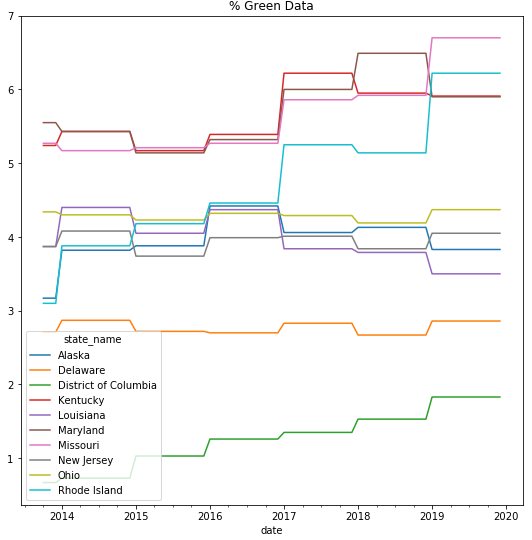 % Green Data
7
6
5
4
3
2
1
state_name
Alaska
Delaware
District of Columbia
Kentucky
Louisiana
Maryland
Missouri
New Jersey
Ohio
Rhode Island
2014 2015 2016 2017 2018 2019 2020
date